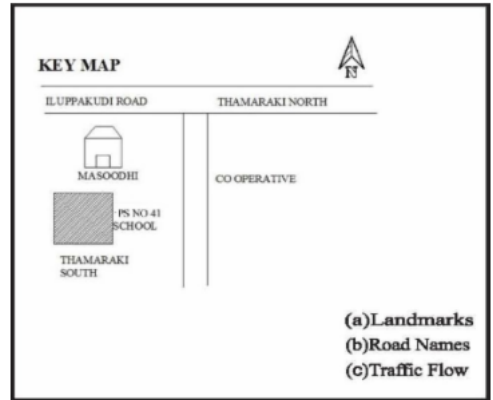 KEY MAP
N
ILUPPAKUDI ROAD THAMARAKI NORTH
MASOODHI
CO OPERATIVE
PS NO 41
SCHOOL
THAMARAKI
SOUTH
(a)Landmarks
(b)Road Names
(c)Traffic Flow